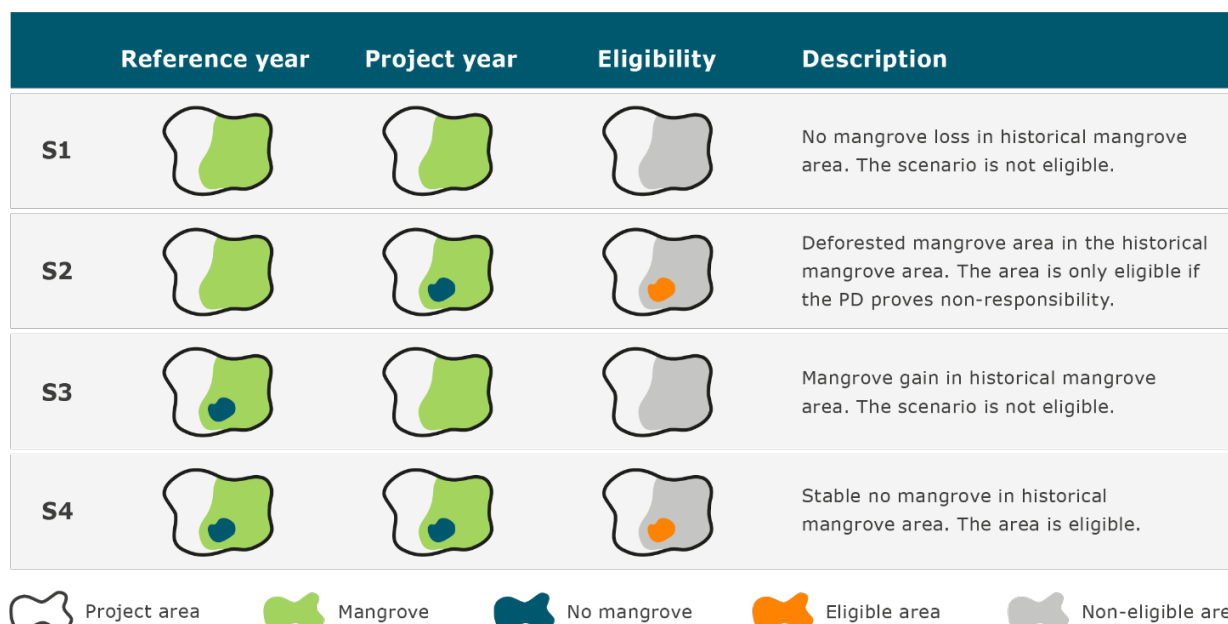 Reference year Project year Eligibility Description
S1
No mangrove loss in historical mangrove
area. The scenario is not eligible.
S2
Deforested mangrove area in the historical
mangrove area. The area is only eligible if
the PD proves non-responsibility.
S3
Mangrove gain in historical mangrove
area. The scenario is not eligible.
S4
Stable no mangrove in historical
mangrove area. The area is eligible.
Project area Mangrove No mangrove Eligible area Non-eligible are